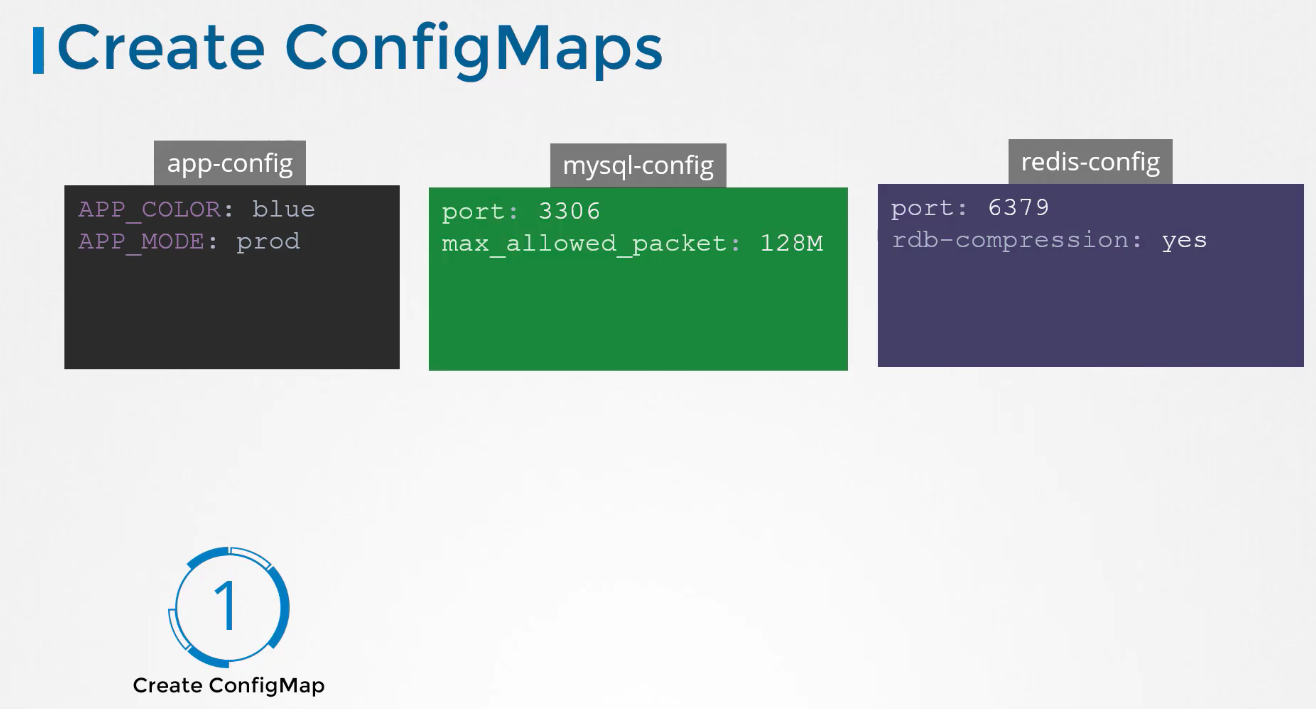 Create ConfigMaps
app-config
APP_COLOR: blue
APP_MODE: prod
mysql-config
port: 3306
max_allowed_packet: 128M
redis-config
port: 6379
rdb-compression: yes
1
Create ConfigMap